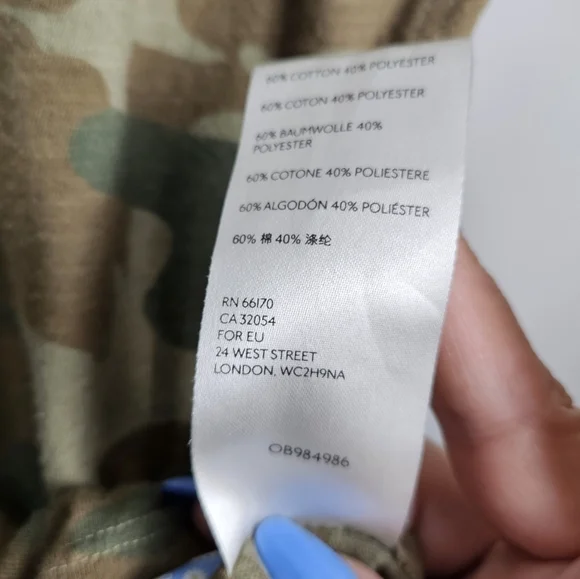 60% COTTON 40% POLYESTER
60% COTON 40% POLYESTER
60% BAUMWOLLE 40%
POLYESTER
60% COTONE 40% POLIESTERE
60% ALGODÓN 40% POLIÉSTER
60% 棉 40% 涤纶
RN 66170
CA 32054
FOR EU
24 WEST STREET
LONDON, WC2H9NA
OB984986